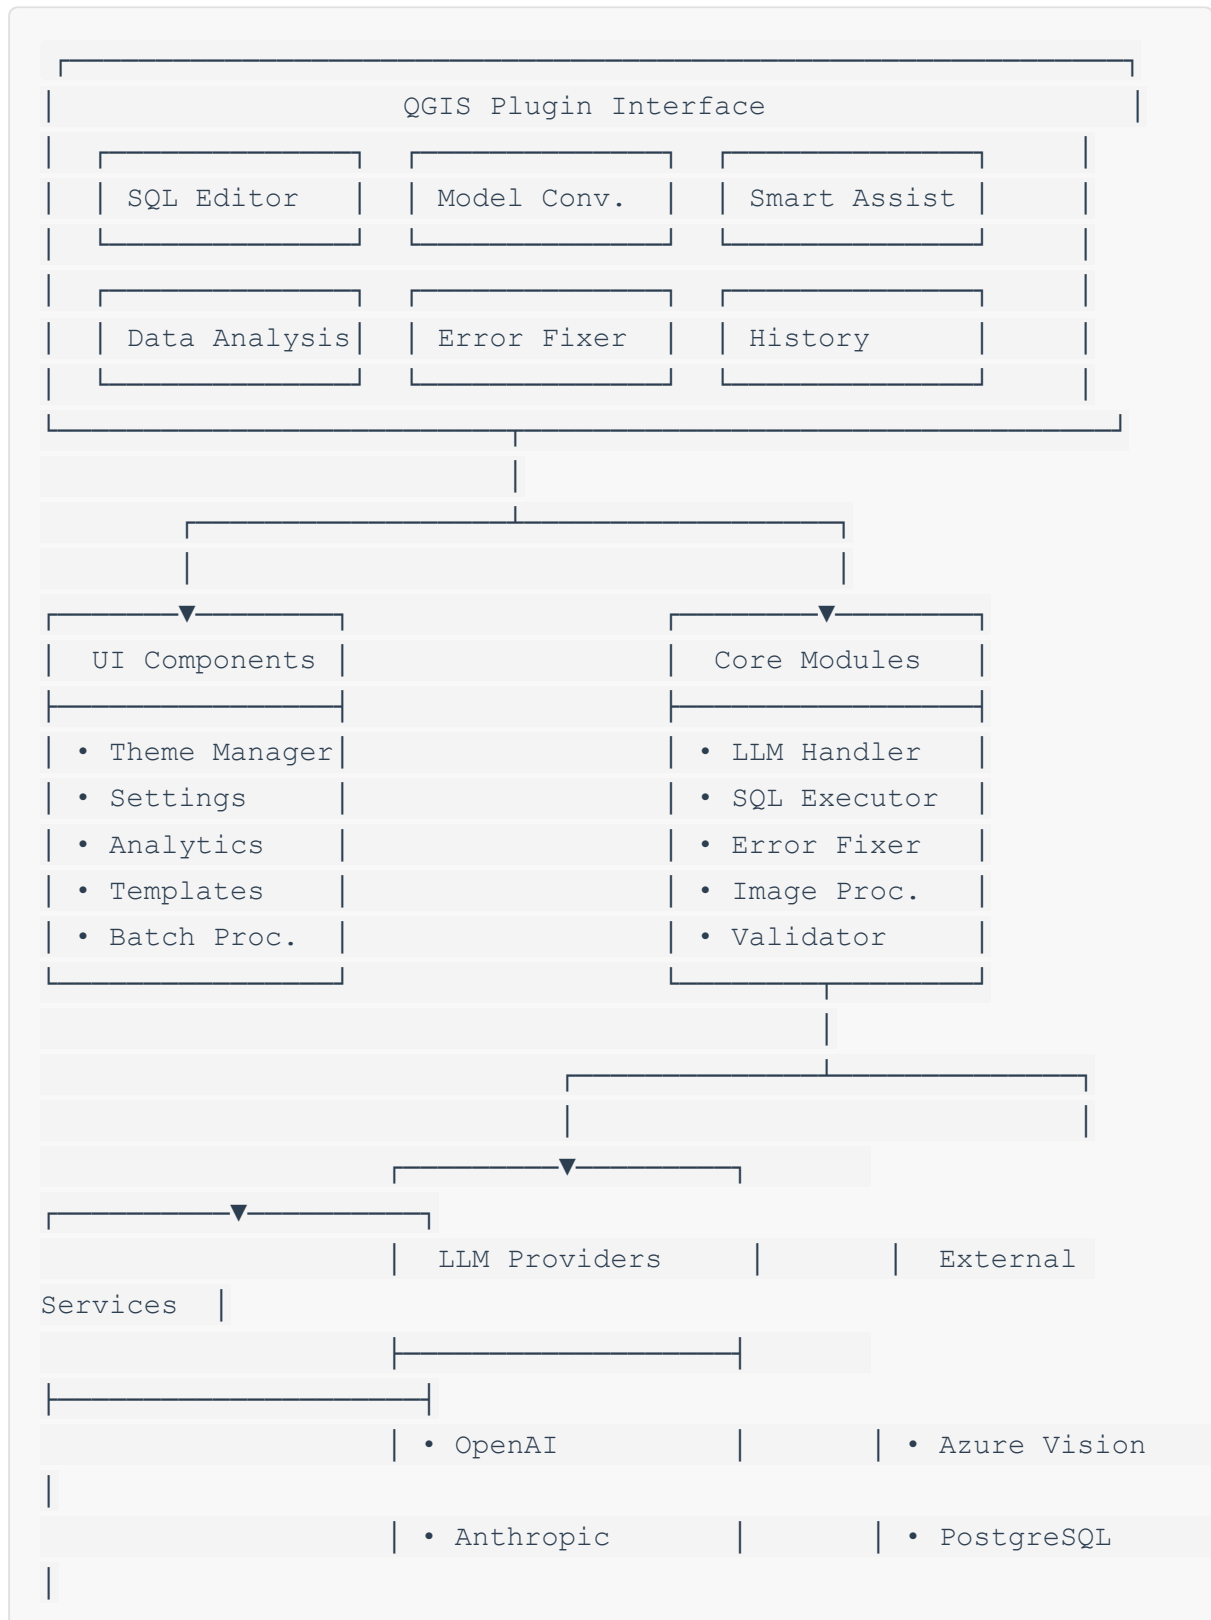 QGIS Plugin Interface
SQL Editor Model Conv. Smart Assist
Data Analysis Error Fixer History
UI Components Core Modules
• Theme Manager • LLM Handler
• Settings • SQL Executor
• Analytics • Error Fixer
• Templates • Image Proc.
• Batch Proc. • Validator
LLM Providers External
Services
• OpenAI • Azure Vision
• Anthropic • PostgreSQL